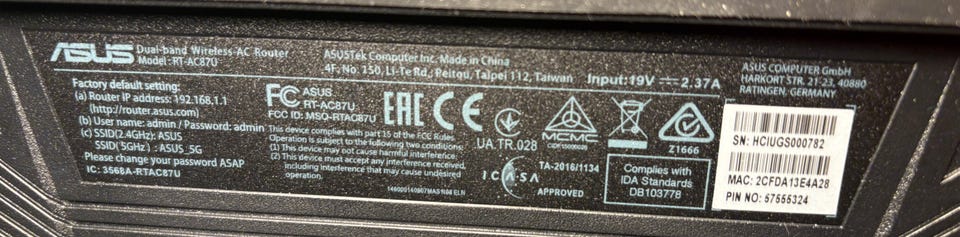 ASUS Dual-band Wireless-AC Router
Model: RT-AC87U
ASUSTek Computer Inc. Made in China
4F, No. 150, Li-Te Rd., Peitou, Taipei 112, Taiwan
Input:19V 2.37A
ASUS COMPUTER GmbH
HARKORT STR. 21-23, 40880
RATINGEN, GERMANY
Factory default setting:
(a) Router IP address: 192.168.1.1
(http://router.asus.com)
(b) User name: admin / Password: admin
(c) SSID(2.4GHz): ASUS
SSID(5GHz) : ASUS_5G
Please change your password ASAP
IC: 3568A-RTAC87U
FC ASUS
RT-AC87U
FCC ID: MSQ-RTAC87U
This device complies with part 15 of the FCC Rules
Operation is subject to the following two conditions:
(1) This device may not cause harmful interference.
(2) This device must accept any interference received,
including interference that may cause undesired
operation.
EAC CE
UA.TR.028
MCMC
Z1666
ICASA
TA-2016/1134
APPROVED
Complies with
IDA Standards
DB103778
SN: HCIUGS000782
MAC: 2CFDA13E4A28
PIN NO: 57555324